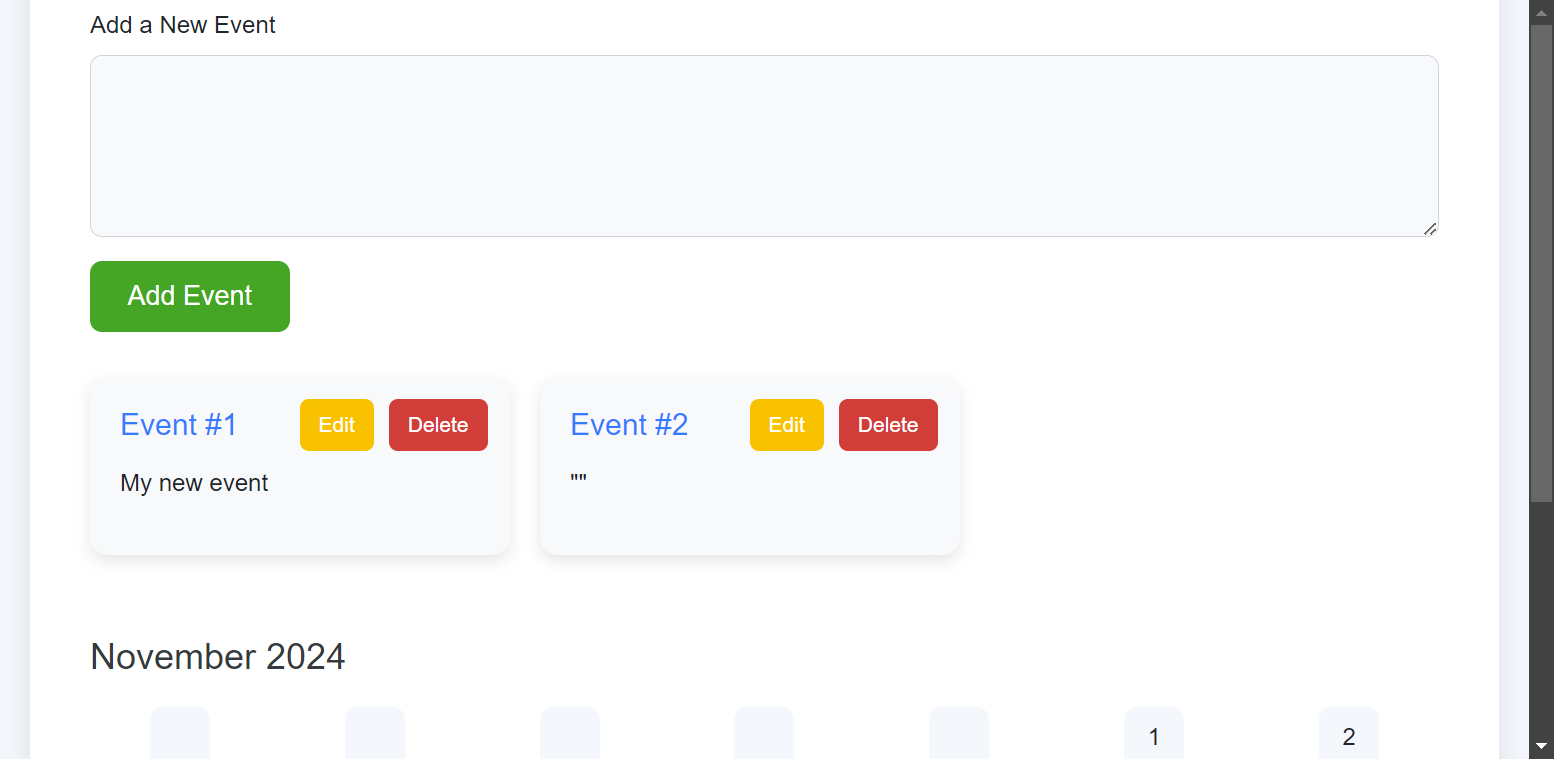 Add a New Event
Add Event
Event #1 Edit Delete
My new event
Event #2 Edit Delete
""
November 2024
1 2